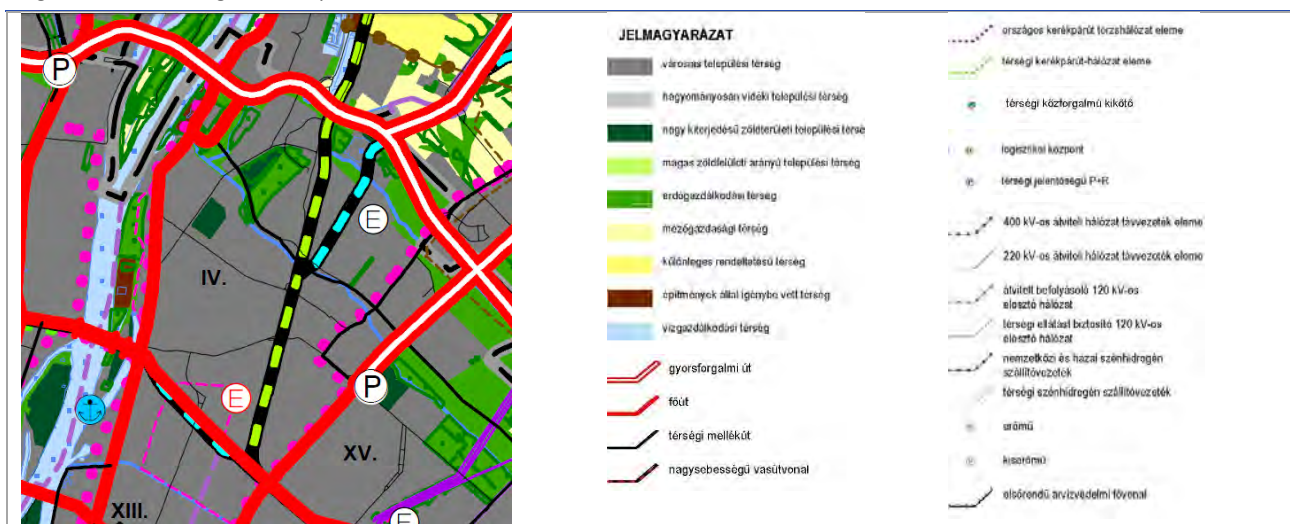 P
E
IV.
E
P
XV.
XIII.
E
JELMAGYARÁZAT
városias települési térség
hagyományosan vidéki települési térség
nagy kiterjedésű zöldterületi települési térsé
magas zöldfelületi arányú települési térség
erdőgazdálkodási térség
mezőgazdasági térség
különleges rendeltetésű térség
építmények által igénybe vett térség
vízgazdálkodási térség
gyorsforgalmi út
főút
térségi mellékút
nagysebességű vasútvonal
országos kerékpárút törzshálózat eleme
térségi kerékpárút-hálózat eleme
térségi közforgalmú kikötő
logisztikai központ
térségi jelentőségű P+R
400 kV-os átviteli hálózat távvezeték eleme
220 kV-os átviteli hálózat távvezeték eleme
átvitelt befolyásoló 120 kV-os
elosztó hálózat
térségi ellátást biztosító 120 kV-os
elosztó hálózat
nemzetközi és hazai szénhidrogén
szállítóvezeték
térségi szénhidrogén szállítóvezeték
erőmű
kiserőmű
elsőrendű árvízvédelmi fővonal